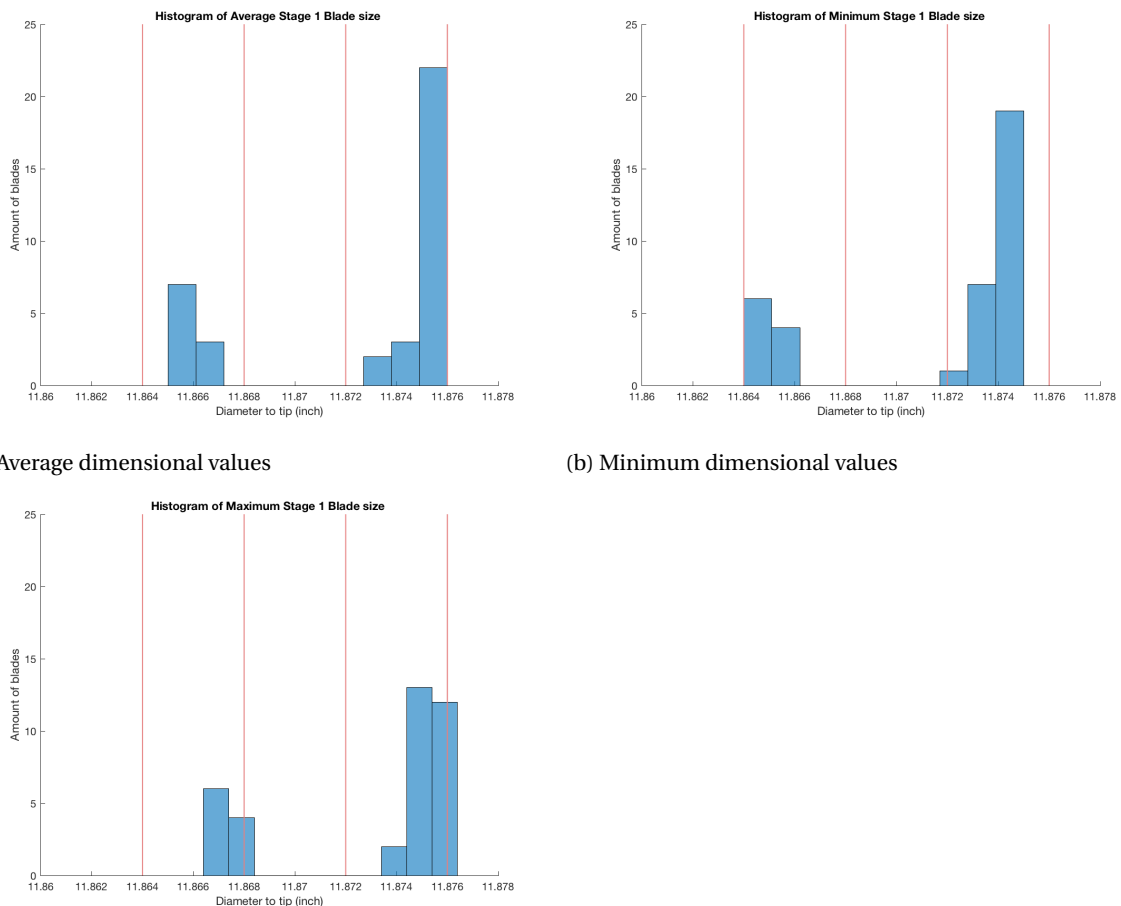 Histogram of Average Stage 1 Blade size
25
20
15
10
5
0
Amount of blades
11.86 11.862 11.864 11.866 11.868 11.87 11.872 11.874 11.876 11.878
Diameter to tip (inch)
Average dimensional values
Histogram of Minimum Stage 1 Blade size
25
20
15
10
5
0
Amount of blades
11.86 11.862 11.864 11.866 11.868 11.87 11.872 11.874 11.876 11.878
Diameter to tip (inch)
(b) Minimum dimensional values
Histogram of Maximum Stage 1 Blade size
25
20
15
10
5
0
Amount of blades
11.86 11.862 11.864 11.866 11.868 11.87 11.872 11.874 11.876 11.878
Diameter to tip (inch)